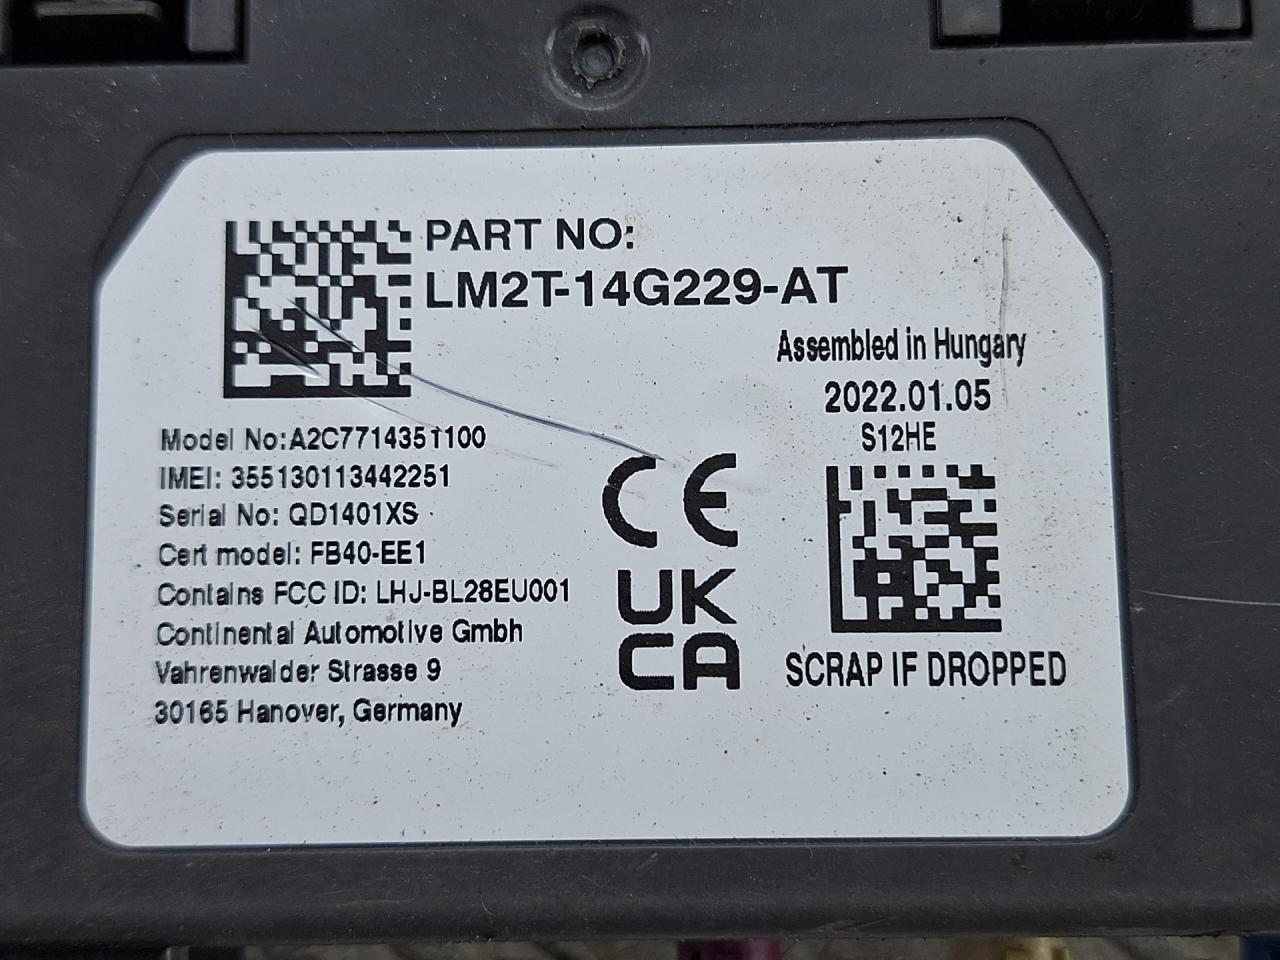 PART NO:
LM2T-14G229-AT
Assembled in Hungary
2022.01.05
S12HE
Model No:A2C7714351100
IMEI: 355130113442251
Serial No: QD1401XS
Cert model: FB40-EE1
Contains FCC ID: LHJ-BL28EU001
Continental Automotive Gmbh
Vahrenwalder Strasse 9
30165 Hanover, Germany
CE
UK
CA
SCRAP IF DROPPED